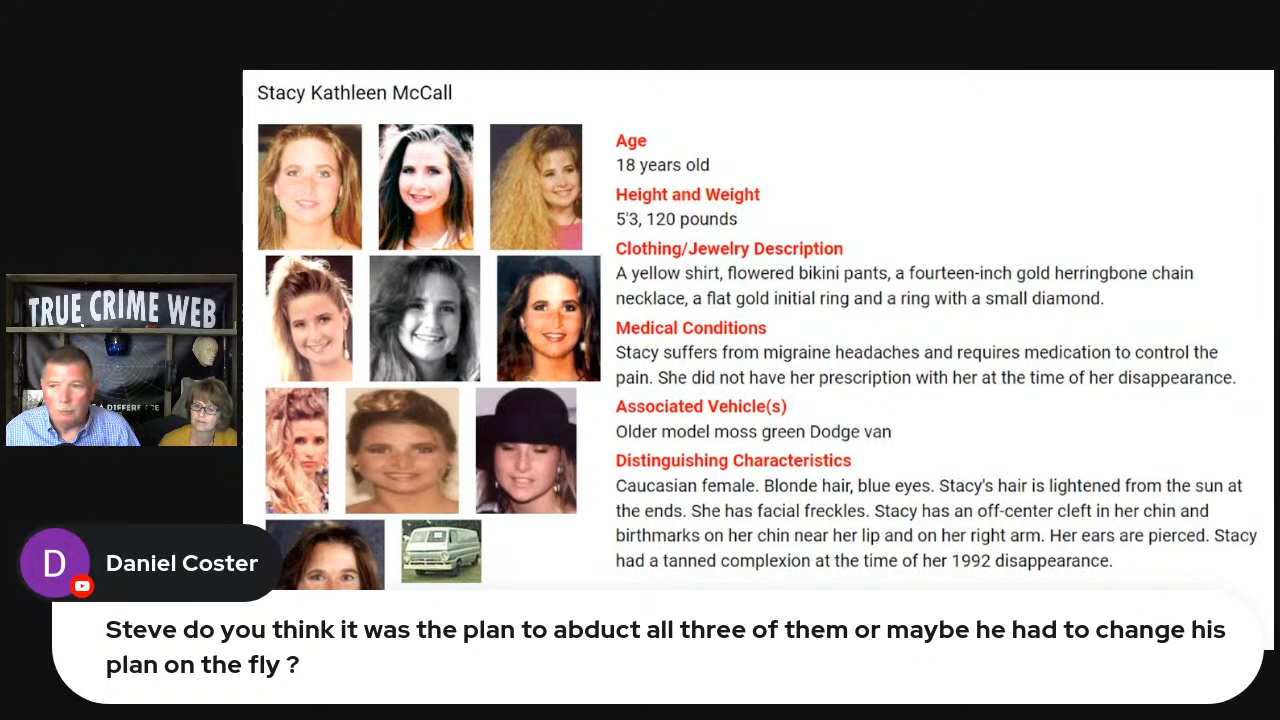 Stacy Kathleen McCall
Age
18 years old
Height and Weight
5'3, 120 pounds
Clothing/Jewelry Description
A yellow shirt, flowered bikini pants, a fourteen-inch gold herringbone chain
necklace, a flat gold initial ring and a ring with a small diamond.
Medical Conditions
Stacy suffers from migraine headaches and requires medication to control the
pain. She did not have her prescription with her at the time of her disappearance.
Associated Vehicle(s)
Older model moss green Dodge van
Distinguishing Characteristics
Caucasian female. Blonde hair, blue eyes. Stacy's hair is lightened from the sun at
the ends. She has facial freckles. Stacy has an off-center cleft in her chin and
birthmarks on her chin near her lip and on her right arm. Her ears are pierced. Stacy
had a tanned complexion at the time of her 1992 disappearance.
TRUE CRIME WEB
A DIFFERENCE
D
Daniel Coster
Steve do you think it was the plan to abduct all three of them or maybe he had to change his
plan on the fly ?